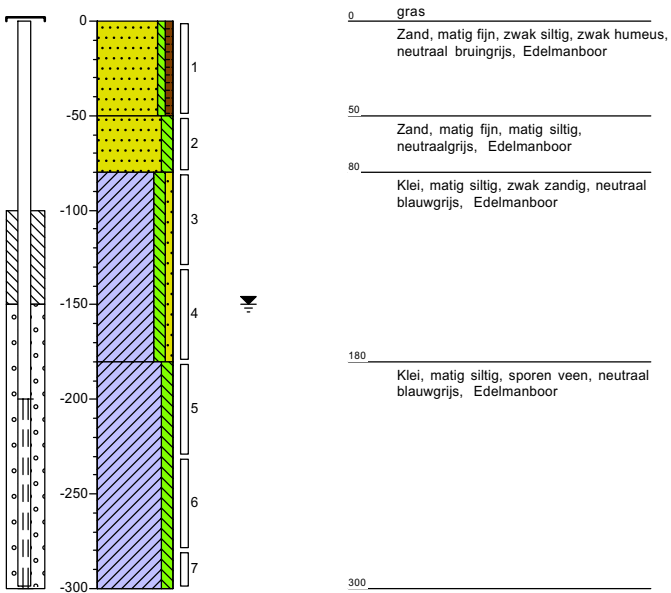 0
-50
-100
-150
-200
-250
-300
1
2
3
4
5
6
7
0
gras
Zand, matig fijn, zwak siltig, zwak humeus,
neutraal bruingrijs, Edelmanboor
50
Zand, matig fijn, matig siltig,
neutraalgrijs, Edelmanboor
80
Klei, matig siltig, zwak zandig, neutraal
blauwgrijs, Edelmanboor
180
Klei, matig siltig, sporen veen, neutraal
blauwgrijs, Edelmanboor
300